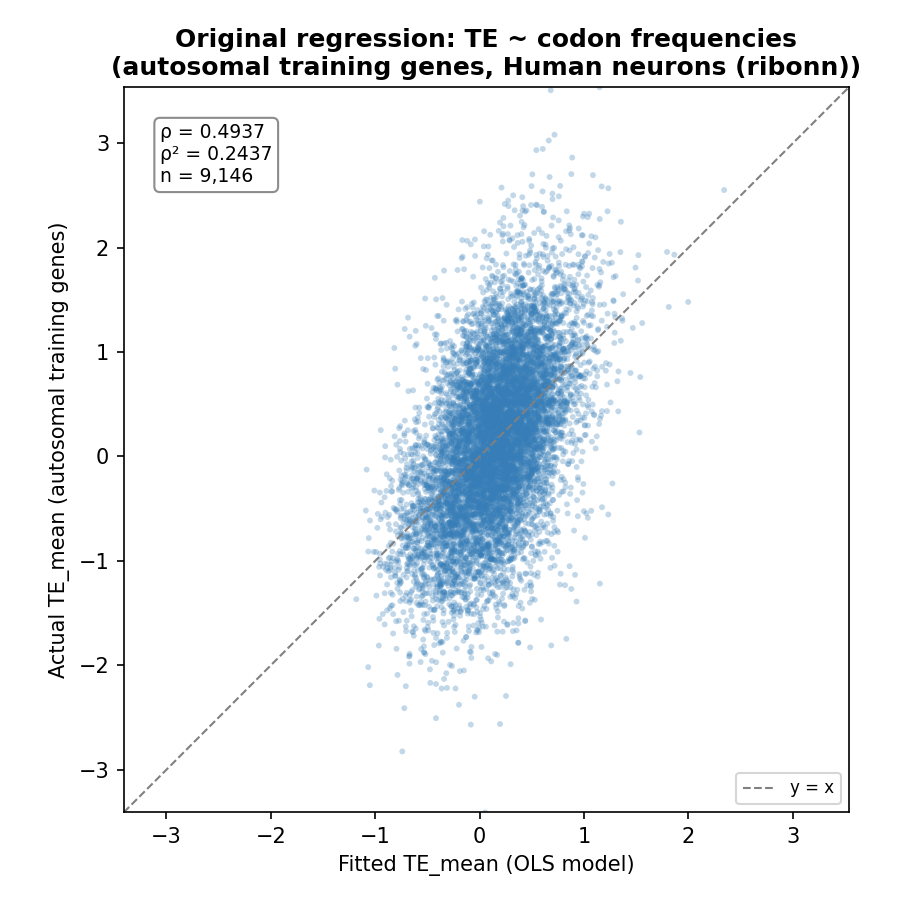 Original regression: TE ~ codon frequencies
(autosomal training genes, Human neurons (ribonn))
ρ = 0.4937
ρ² = 0.2437
n = 9,146
Actual TE_mean (autosomal training genes)
3
2
1
0
−1
−2
−3
y = x
−3
−2
−1
0
1
2
3
Fitted TE_mean (OLS model)